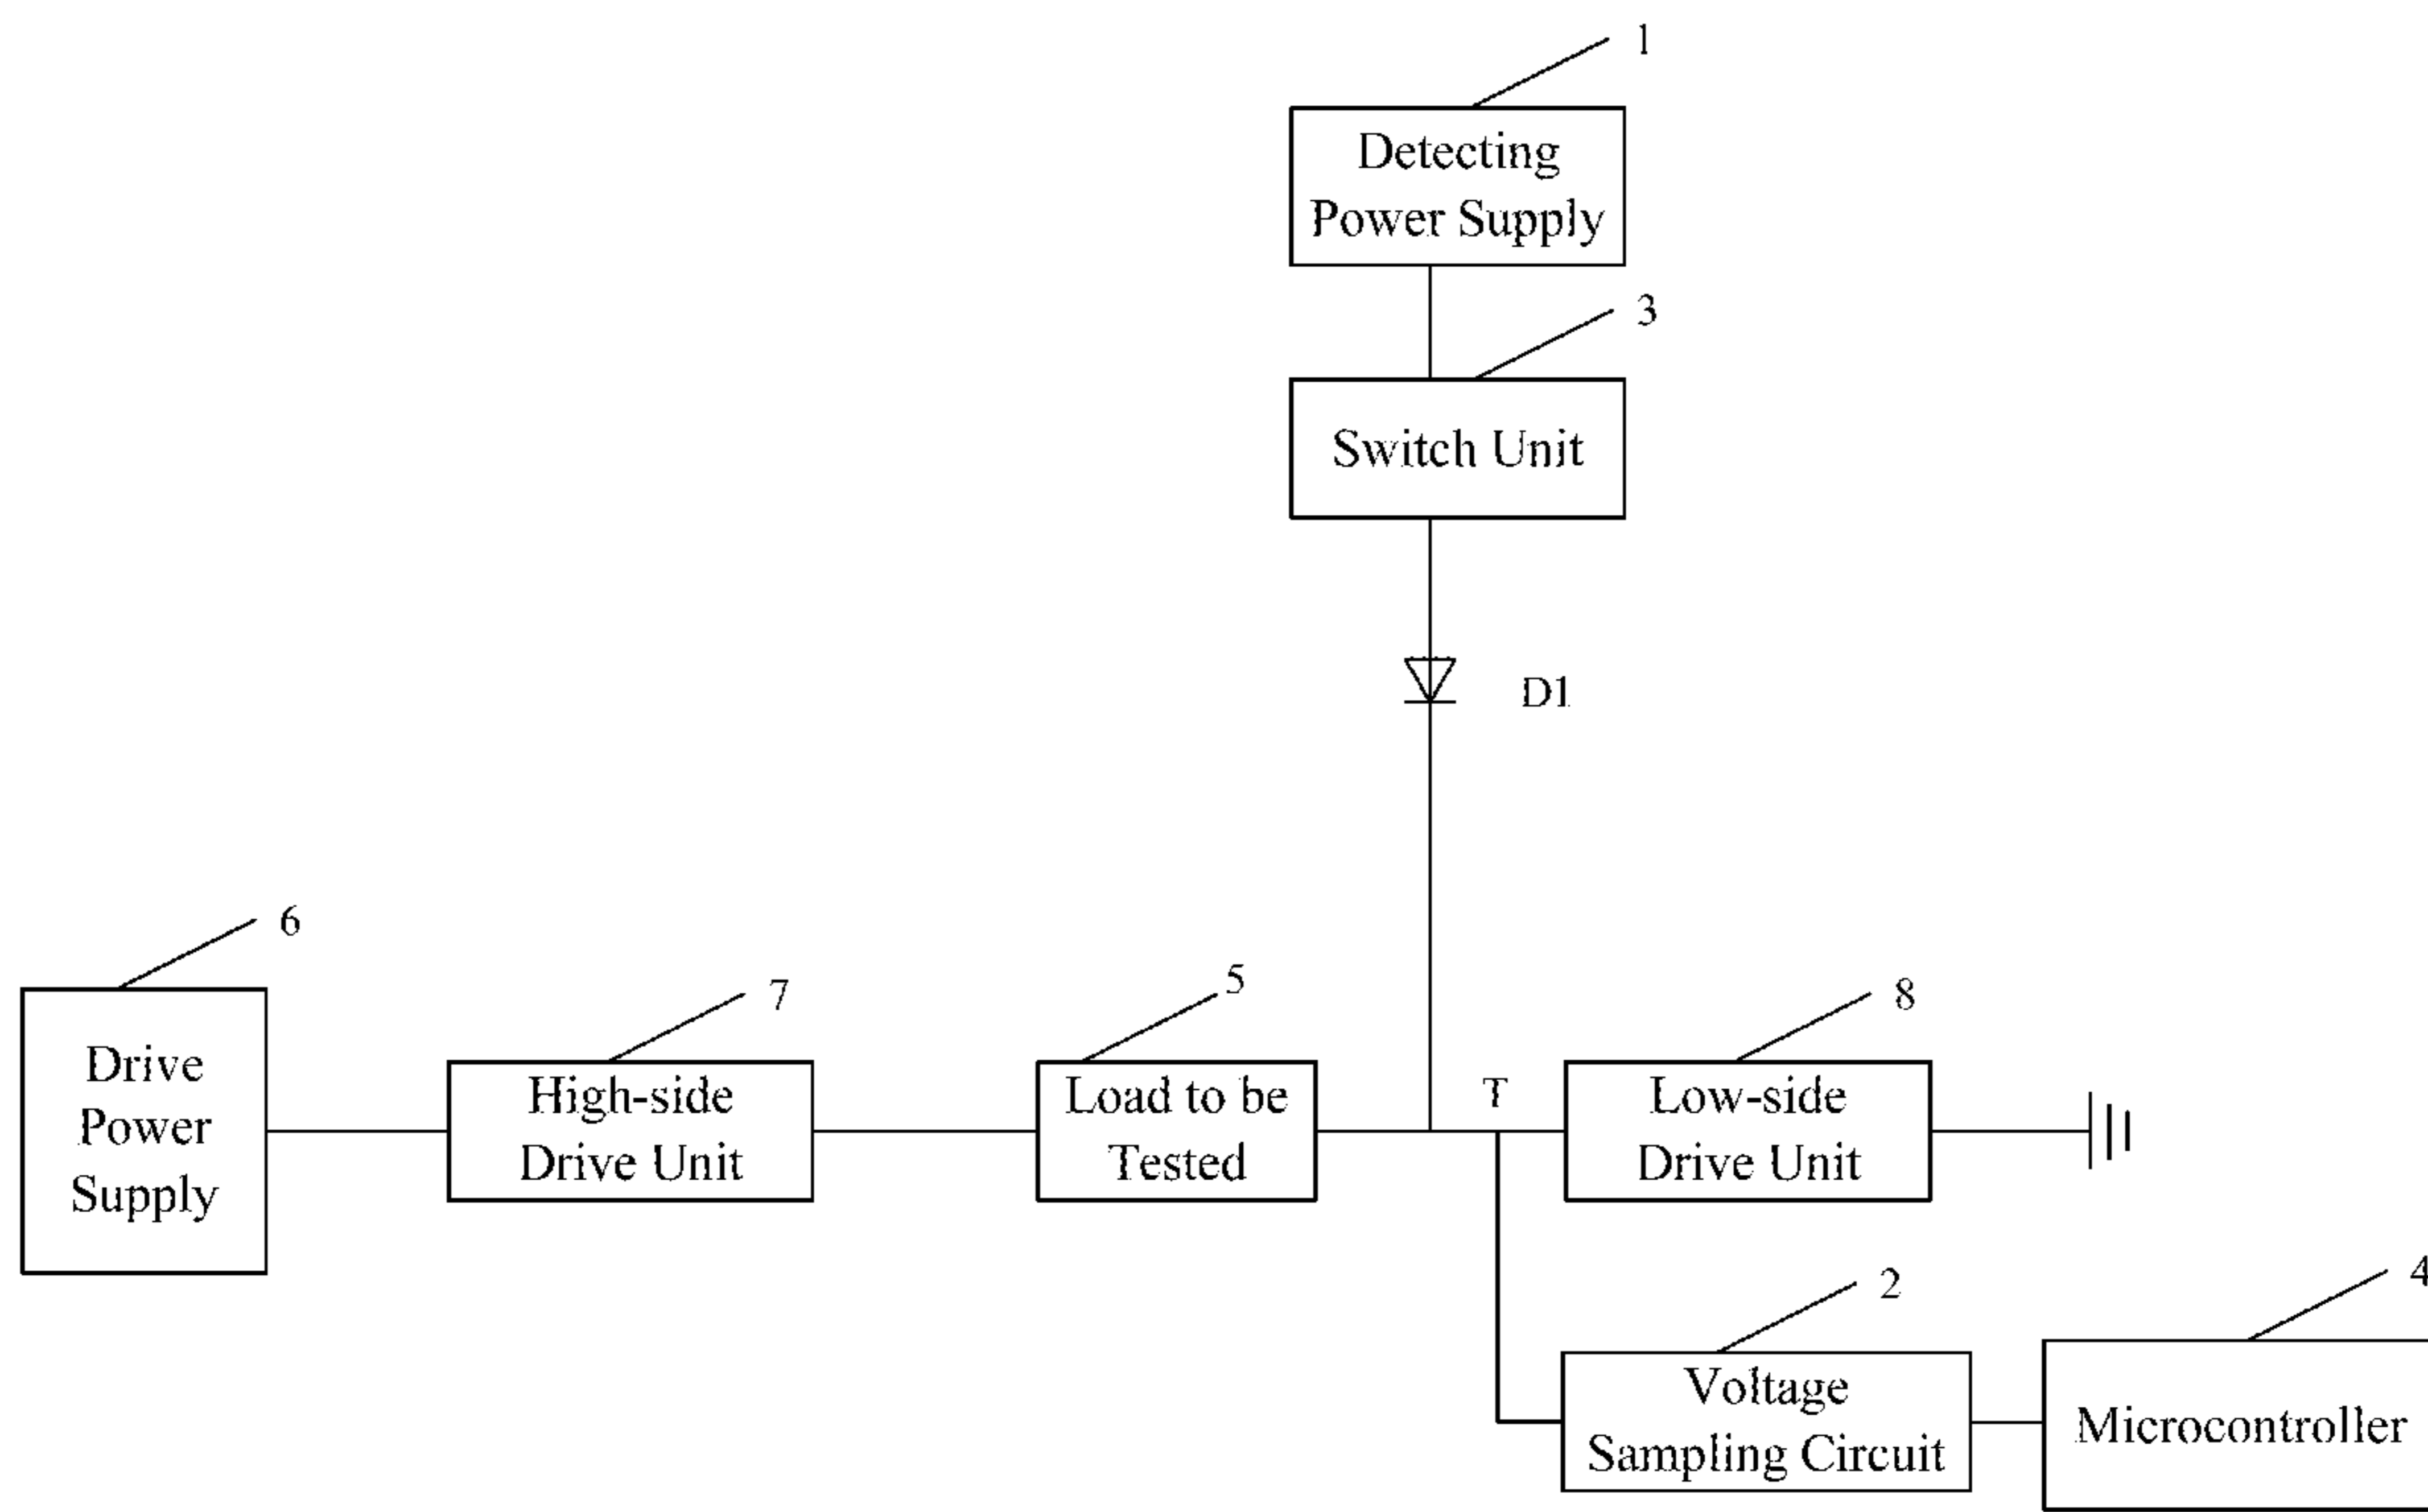 1
Detecting
Power Supply
3
Switch Unit
D1
6
Drive
Power
Supply
7
High-side
Drive Unit
5
Load to be
Tested
T
8
Low-side
Drive Unit
2
Voltage
Sampling Circuit
4
Microcontroller